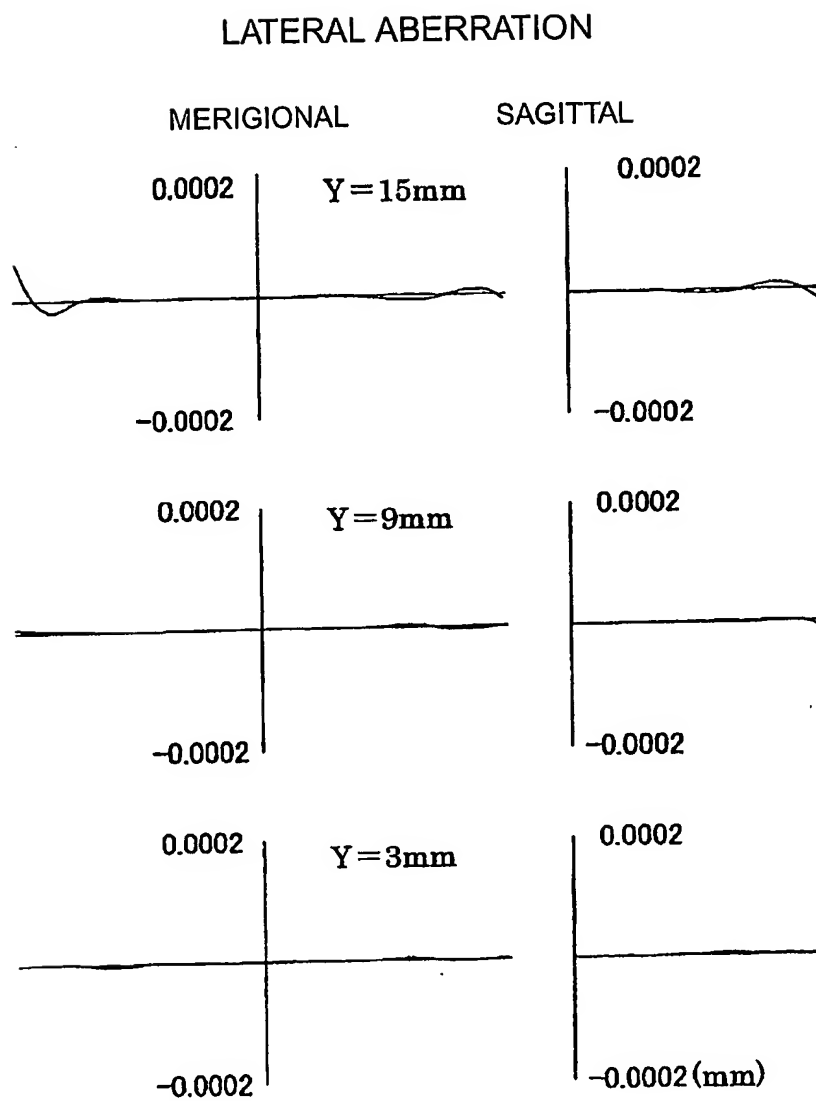 LATERAL ABERRATION
MERIGIONAL SAGITTAL
0.0002 Y=15mm 0.0002
-0.0002 -0.0002
0.0002 Y=9mm 0.0002
-0.0002 -0.0002
0.0002 Y=3mm 0.0002
-0.0002 -0.0002(mm)